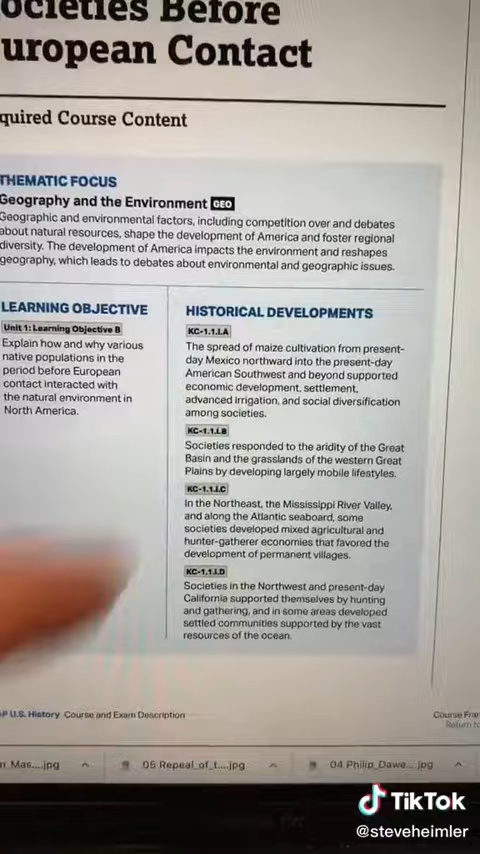 ocieties Before
uropean Contact
quired Course Content
THEMATIC FOCUS
Geography and the Environment GEO
Geographic and environmental factors, including competition over and debates
about natural resources, shape the development of America and foster regional
diversity. The development of America impacts the environment and reshapes
geography, which leads to debates about environmental and geographic issues.
LEARNING OBJECTIVE
Unit 1: Learning Objective B
Explain how and why various
native populations in the
period before European
contact interacted with
the natural environment in
North America.
HISTORICAL DEVELOPMENTS
KC-1.1.I.A
The spread of maize cultivation from present-
day Mexico northward into the present-day
American Southwest and beyond supported
economic development, settlement,
advanced irrigation, and social diversification
among societies.
KC-1.1.I.B
Societies responded to the aridity of the Great
Basin and the grasslands of the western Great
Plains by developing largely mobile lifestyles.
KC-1.1.I.C
In the Northeast, the Mississippi River Valley,
and along the Atlantic seaboard, some
societies developed mixed agricultural and
hunter-gatherer economies that favored the
development of permanent villages.
KC-1.1.I.D
Societies in the Northwest and present-day
California supported themselves by hunting
and gathering, and in some areas developed
settled communities supported by the vast
resources of the ocean.
P U.S. History Course and Exam Description
Course Fra
Return to
n_Mas....jpg
05 Repeal_of_t....jpg
04 Philip_Dawe....jpg
TikTok
@steveheimler